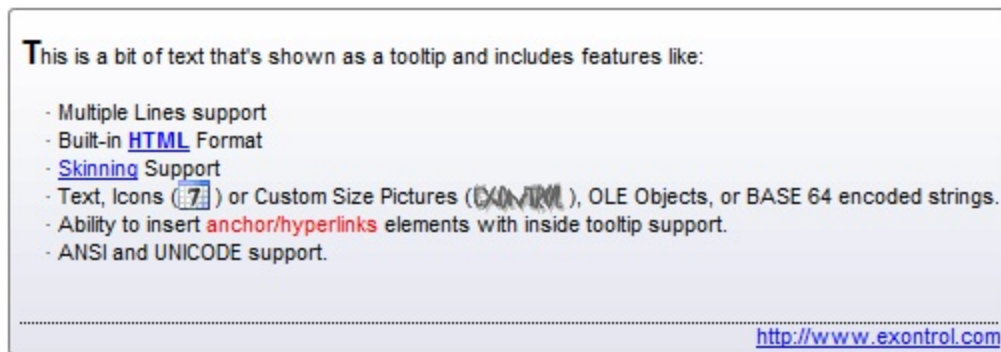 This is a bit of text that's shown as a tooltip and includes features like:
· Multiple Lines support
· Built-in HTML Format
· Skinning Support
· Text, Icons ( 7 ) or Custom Size Pictures ( EXONTROL ), OLE Objects, or BASE 64 encoded strings.
· Ability to insert anchor/hyperlinks elements with inside tooltip support.
· ANSI and UNICODE support.
http://www.exontrol.com